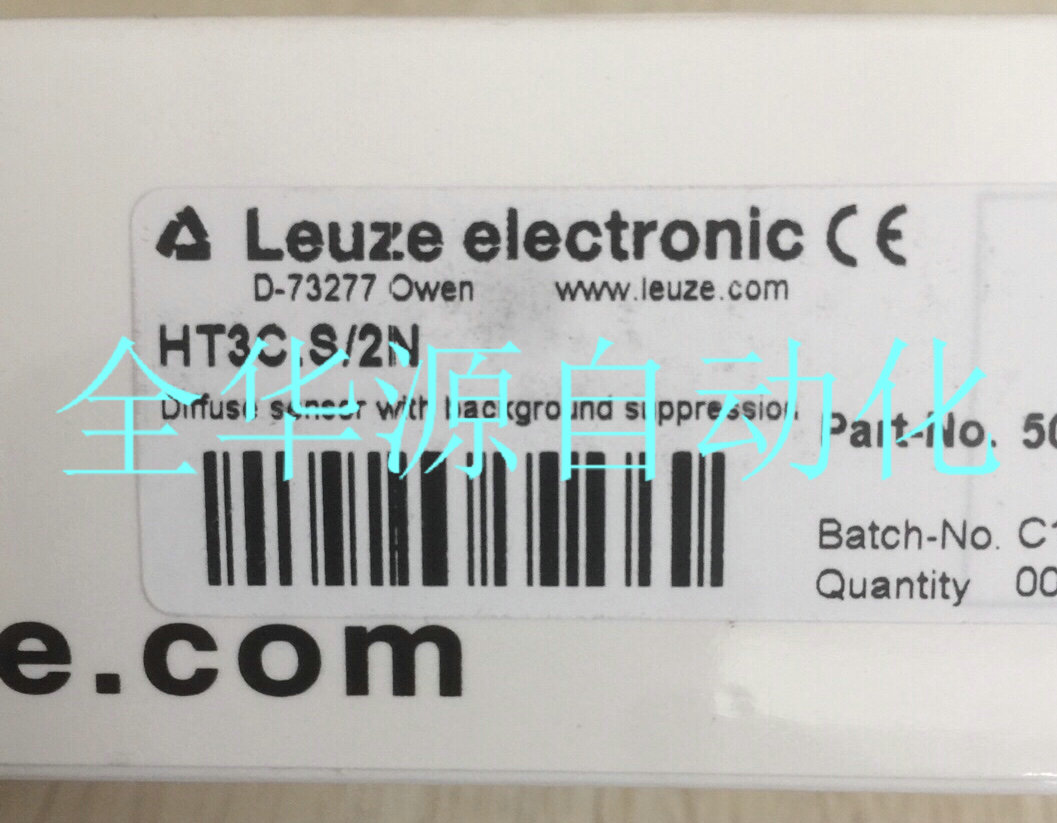 Leuze electronic CE
D-73277 Owen www.leuze.com
HT3C.S/2N
Diffuse sensor with background suppression
全华源自动化
Part-No. 50
Batch-No. C1
Quantity 00
e.com